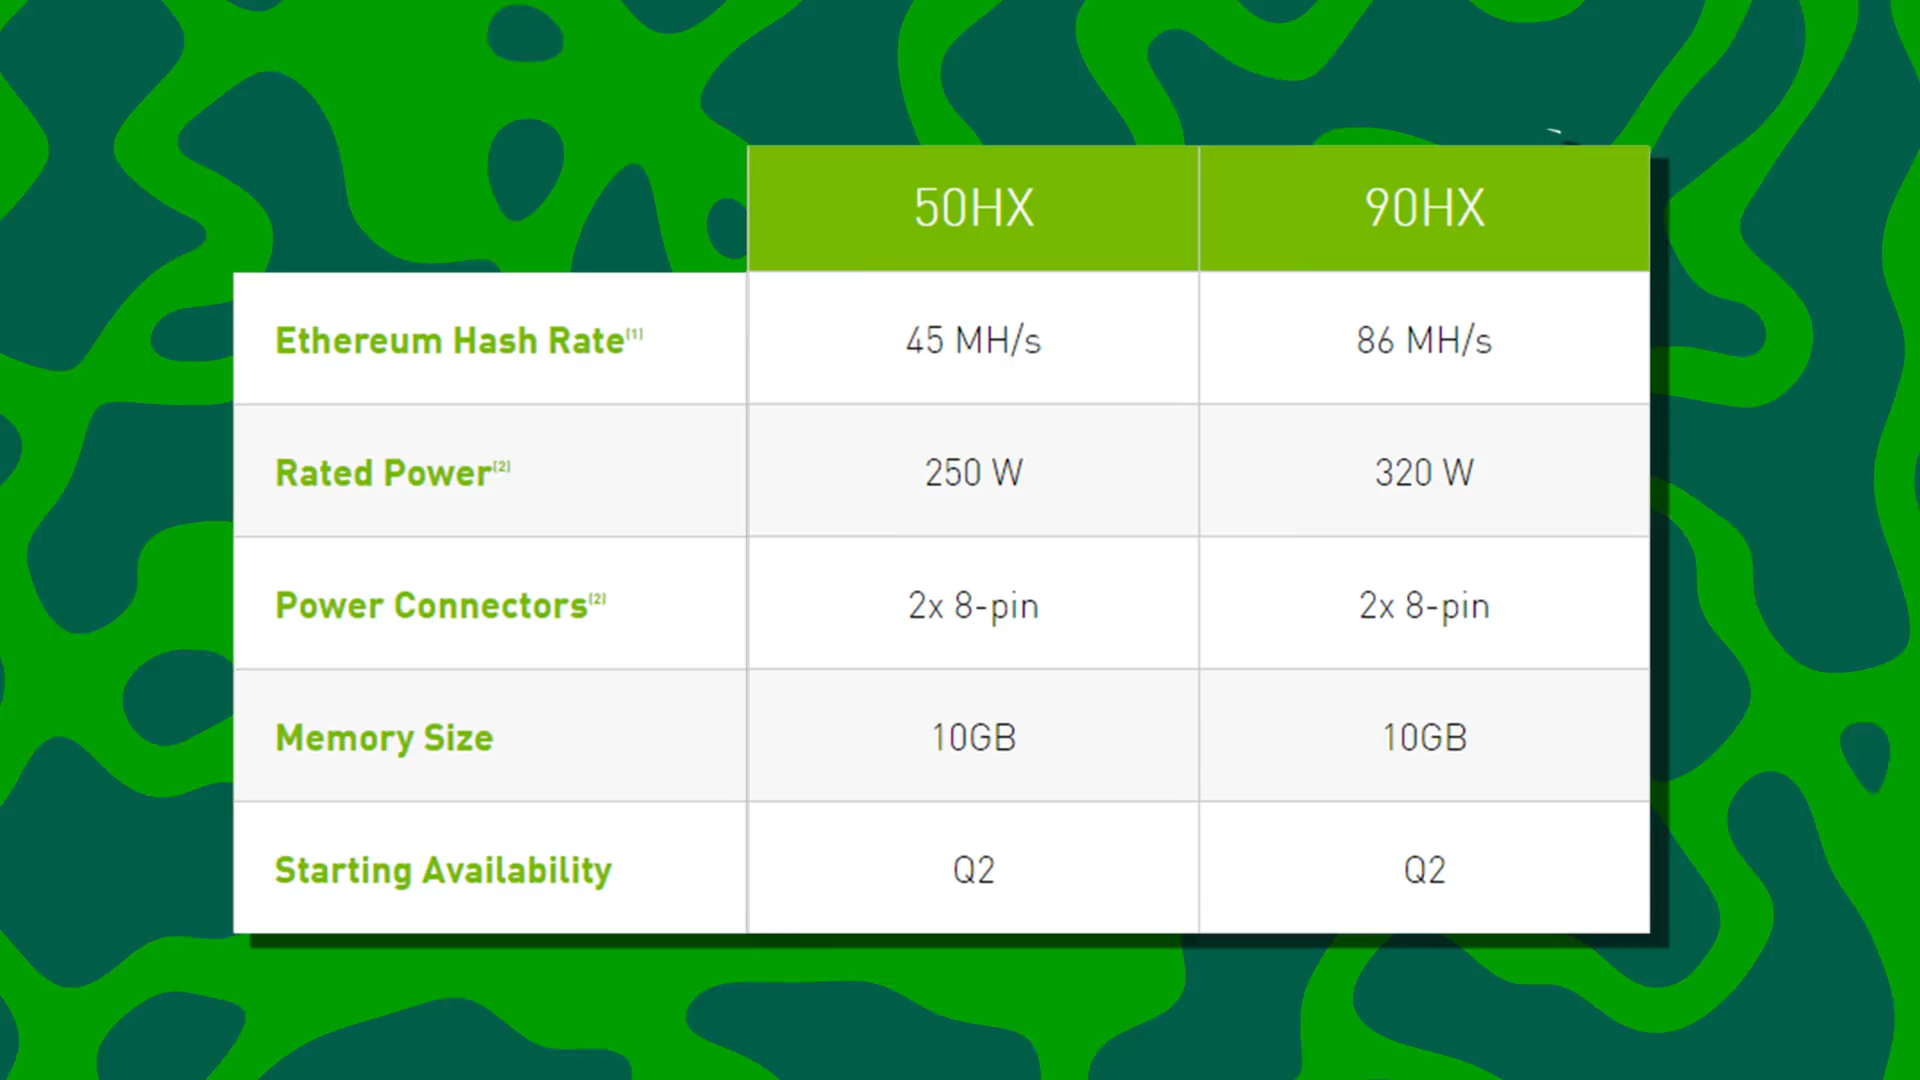 50HX 90HX
Ethereum Hash Rate(1) 45 MH/s 86 MH/s
Rated Power(2) 250 W 320 W
Power Connectors(2) 2x 8-pin 2x 8-pin
Memory Size 10GB 10GB
Starting Availability Q2 Q2